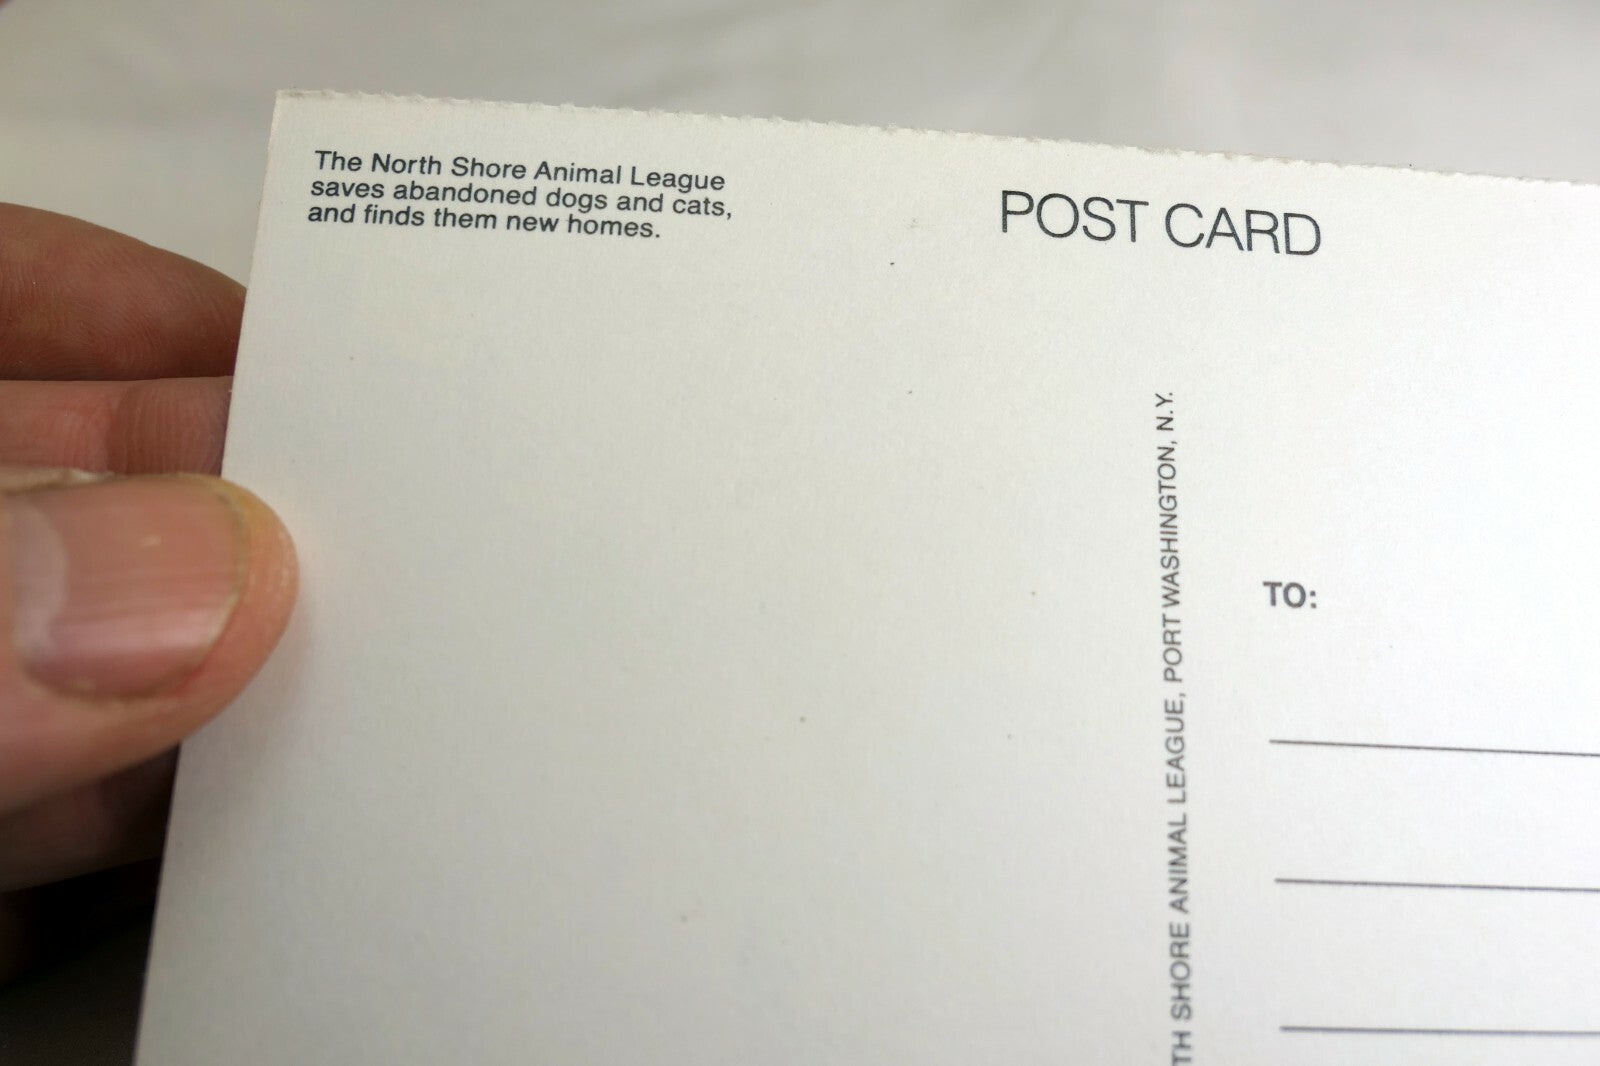 The North Shore Animal League
saves abandoned dogs and cats,
and finds them new homes.
POST CARD
SHORE ANIMAL LEAGUE, PORT WASHINGTON, N.Y.
TO: